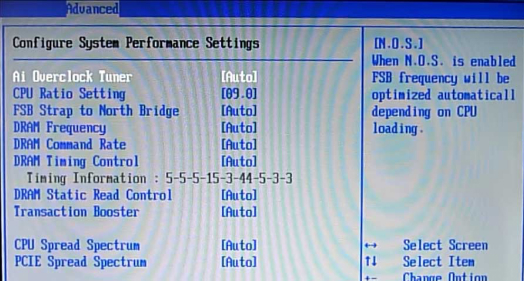 Advanced
Configure System Performance Settings
Ai Overclock Tuner [Auto]
CPU Ratio Setting [09.0]
FSB Strap to North Bridge [Auto]
DRAM Frequency [Auto]
DRAM Command Rate [Auto]
DRAM Timing Control [Auto]
Timing Information : 5-5-5-15-3-44-5-3-3
DRAM Static Read Control [Auto]
Transaction Booster [Auto]
CPU Spread Spectrum [Auto]
PCIE Spread Spectrum [Auto]
[N.O.S.]
When N.O.S. is enabled
FSB frequency will be
optimized automaticall
depending on CPU
loading.
↔ Select Screen
↑↓ Select Item
+- Change Option